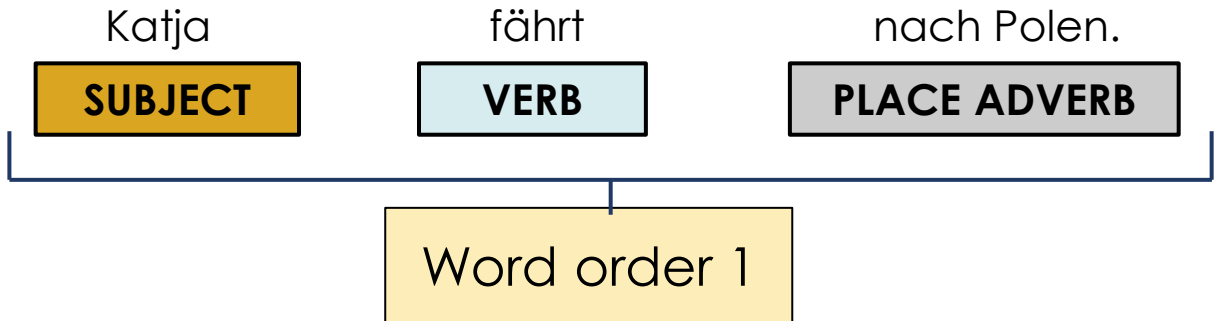 Katja fährt nach Polen.
SUBJECT VERB PLACE ADVERB
Word order 1